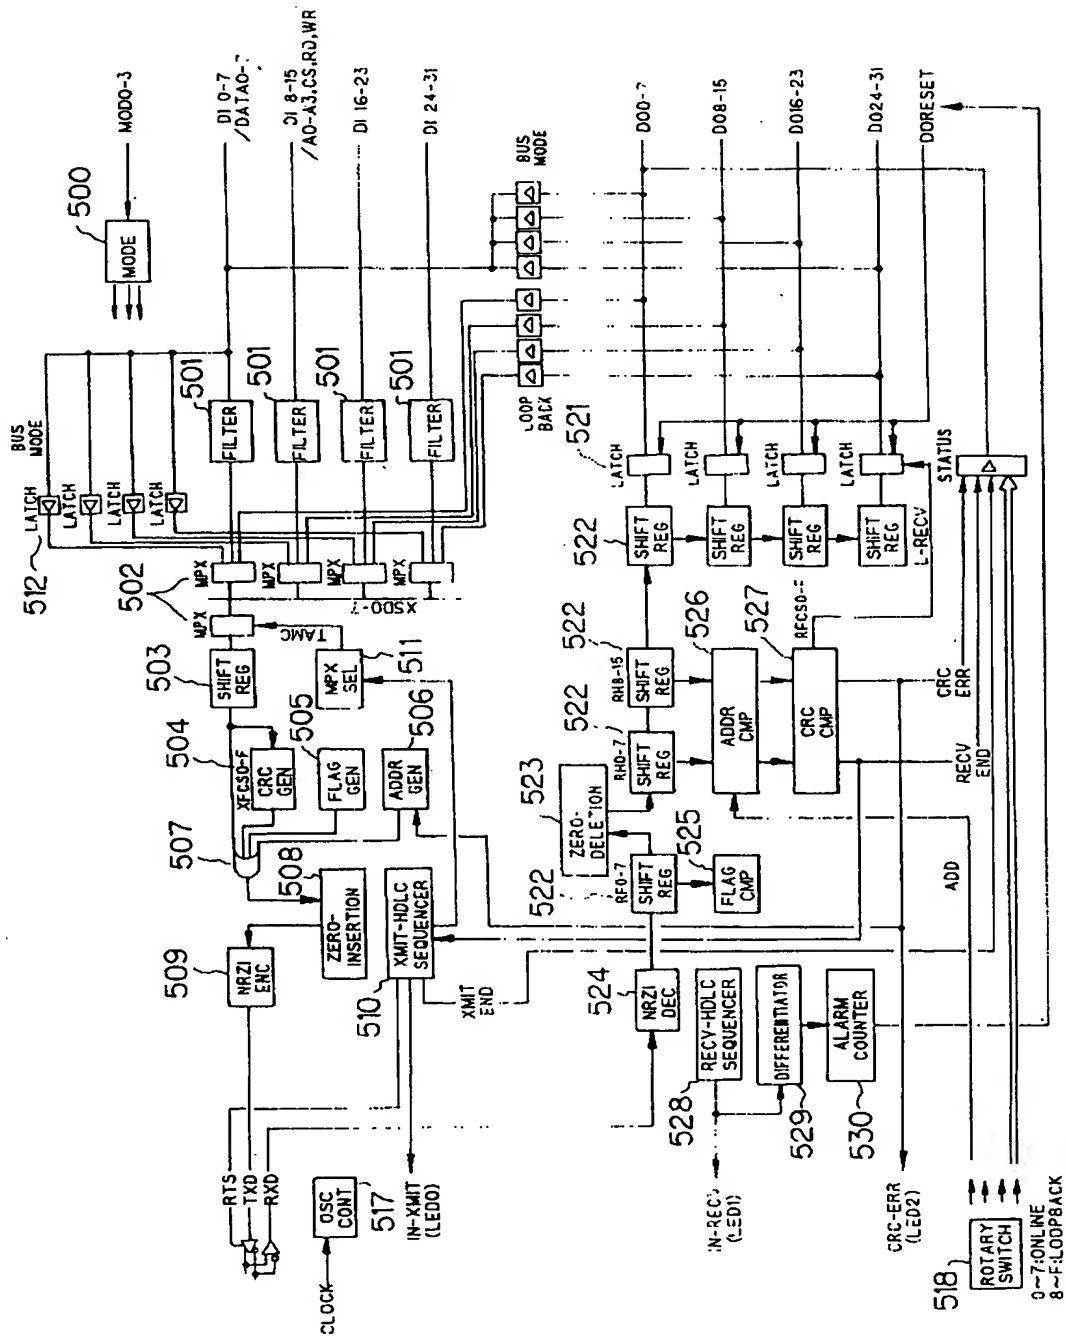 MOD0-3
500
MODE
DI 0-7
/DATA0-7
DI 8-15
/A0-A3,CS,RD,WR
DI 16-23
DI 24-31
BUS
MODE
512
LATCH
LATCH
LATCH
LATCH
501
FILTER
501
FILTER
501
FILTER
501
FILTER
BUS
MODE
LOOP
BACK
502
MPX
MPX
MPX
MPX
MPX
XSD0-7
TAMC
503
SHIFT
REG
511
MPX
SEL
504
XFCS0-F
CRC
GEN
505
FLAG
GEN
506
ADDR
GEN
507
508
ZERO-
INSERTION
509
NRZI
ENC
510
XMIT-HDLC
SEQUENCER
XMIT
END
RTS
TXD
RXD
CLOCK
OSC
CONT
517
IN-XMIT
(LED0)
DO0-7
DO8-15
DO16-23
DO24-31
DORESET
521
LATCH
LATCH
LATCH
LATCH
STATUS
522
SHIFT
REG
SHIFT
REG
SHIFT
REG
SHIFT
REG
L-RECV
522
RH8-15
SHIFT
REG
522
RH0-7
SHIFT
REG
526
ADDR
CMP
527
CRC
CMP
RFCS0-F
CRC
ERR
RECV
END
523
ZERO-
DELETION
522
RF0-7
SHIFT
REG
525
FLAG
CMP
524
NRZI
DEC
ADD
RECV-HDLC
SEQUENCER
528
DIFFERENTIATOR
529
ALARM
COUNTER
530
IN-RECV
(LED1)
CRC-ERR
(LED2)
518
ROTARY
SWITCH
0~7:ONLINE
8~F:LOOPBACK